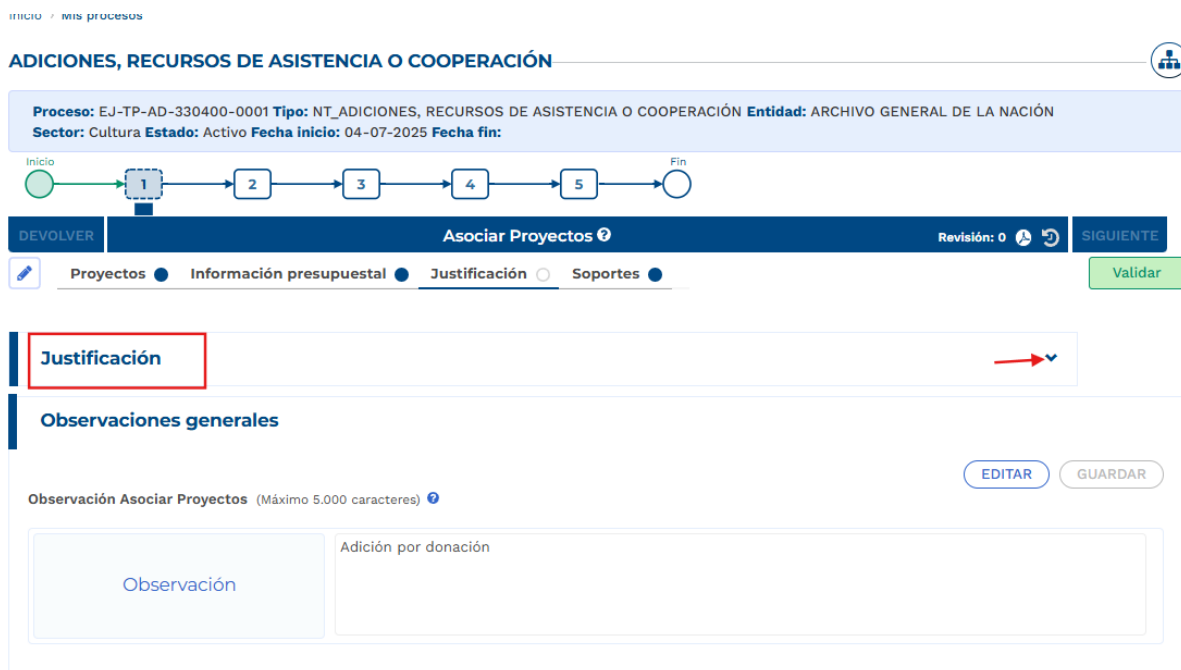 Inicio > Mis procesos
ADICIONES, RECURSOS DE ASISTENCIA O COOPERACIÓN
Proceso: EJ-TP-AD-330400-0001 Tipo: NT_ADICIONES, RECURSOS DE ASISTENCIA O COOPERACIÓN Entidad: ARCHIVO GENERAL DE LA NACIÓN
Sector: Cultura Estado: Activo Fecha inicio: 04-07-2025 Fecha fin:
Inicio 1 2 3 4 5 Fin
DEVOLVER Asociar Proyectos ? Revisión: 0 SIGUIENTE
Proyectos Información presupuestal Justificación Soportes Validar
Justificación
Observaciones generales
EDITAR GUARDAR
Observación Asociar Proyectos (Máximo 5.000 caracteres) ?
Adición por donación
Observación